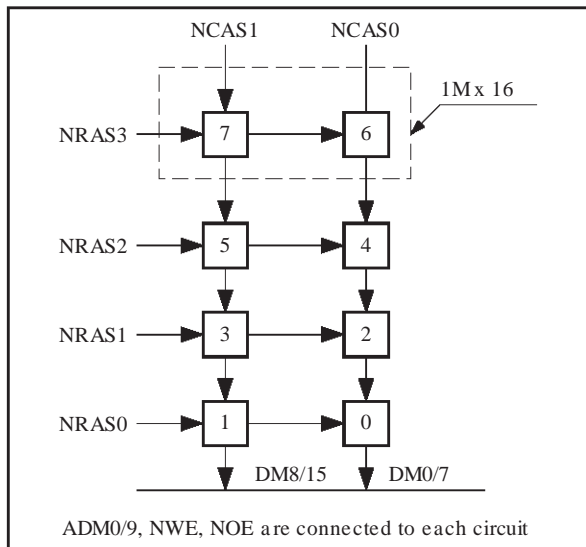 NCAS1 NCAS0
1M x 16
NRAS3 7 6
NRAS2 5 4
NRAS1 3 2
NRAS0 1 0
DM8/15 DM0/7
ADM0/9, NWE, NOE are connected to each circuit